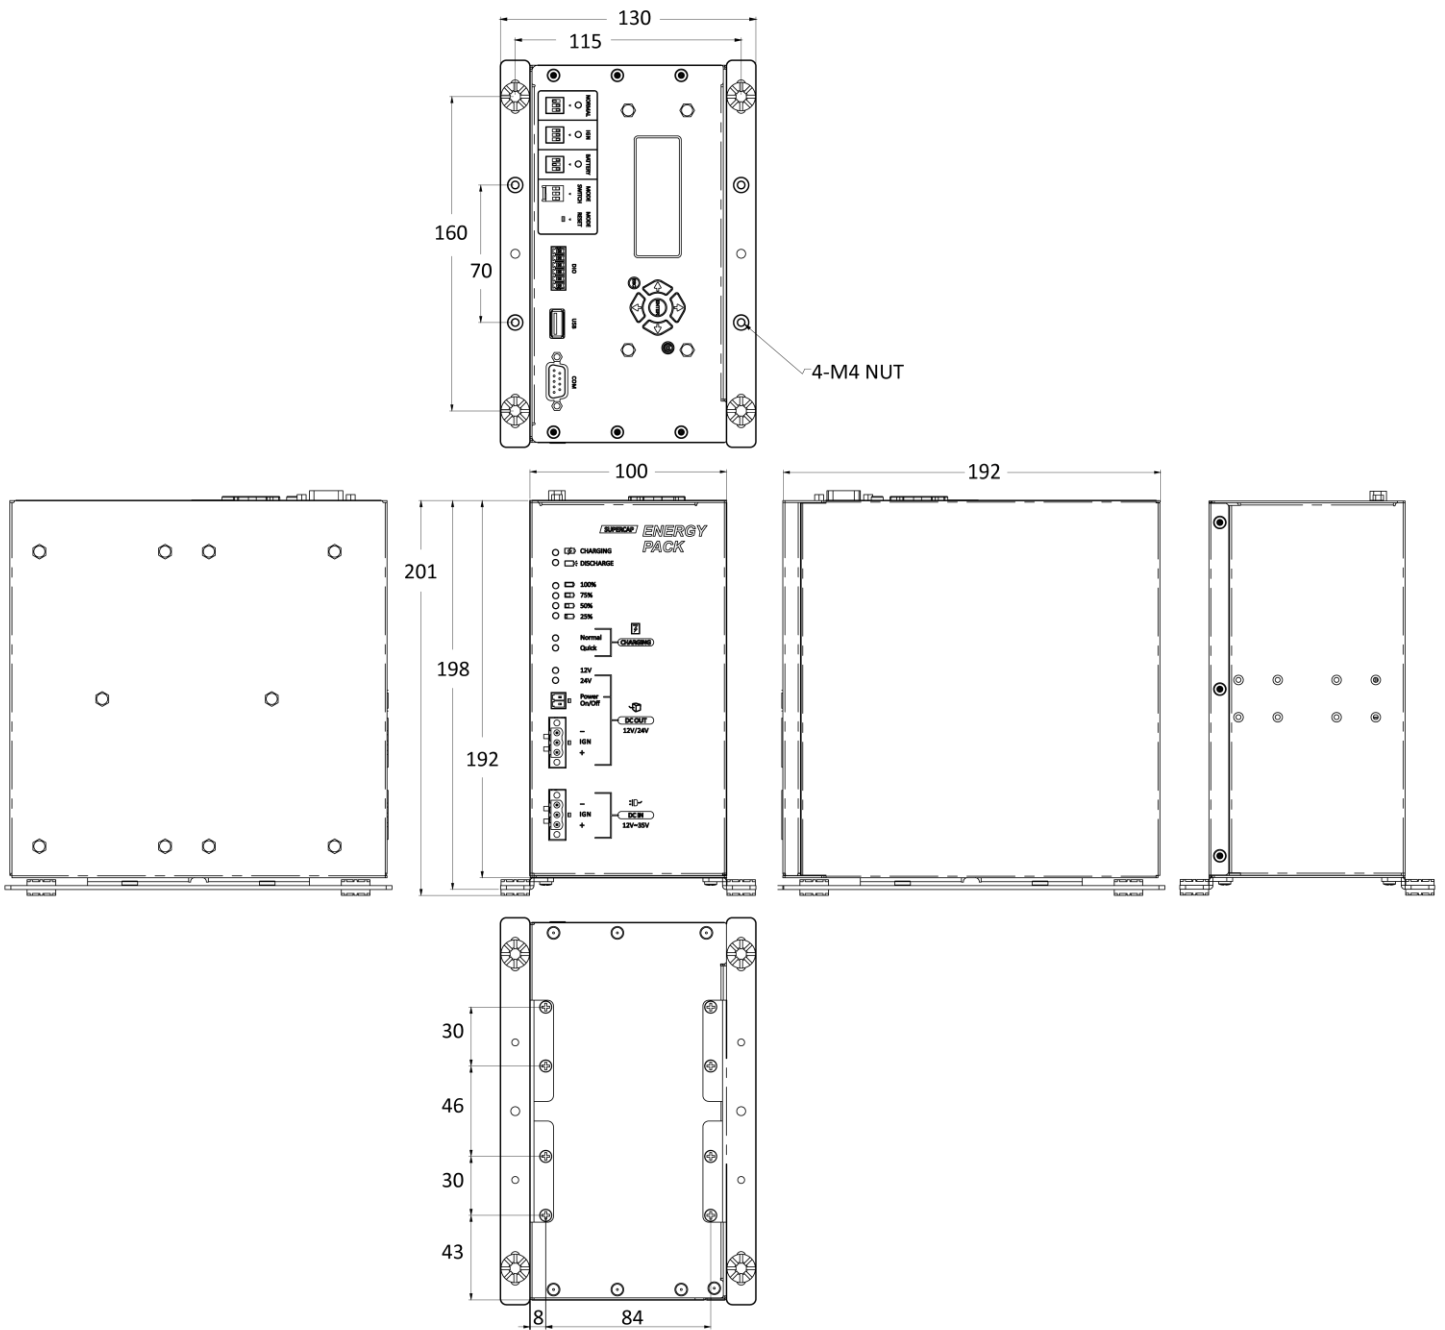 130
115
160
70
NORMAL
IGN
BATTERY
MODE
SWITCH
MODE
RESET
DIO
USB
COM
4-M4 NUT
100
192
201
198
192
SUPERCAP ENERGY
PACK
CHARGING
DISCHARGE
100%
75%
50%
25%
Normal
Quick
CHARGING
12V
24V
Power
On/Off
DC OUT
12V/24V
−
IGN
+
−
IGN
+
DC IN
12V~35V
30
46
30
43
8
84